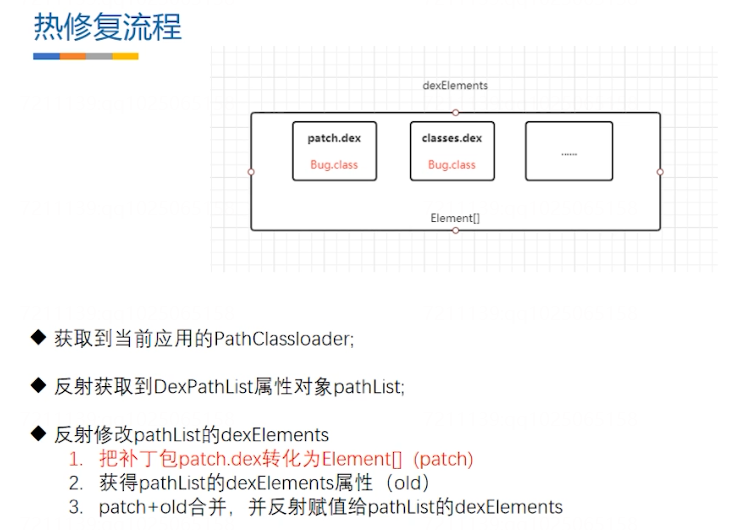 热修复流程
dexElements
patch.dex
classes.dex
Bug.class
Bug.class
......
Element[]
◆ 获取到当前应用的PathClassloader;
◆ 反射获取到DexPathList属性对象pathList;
◆ 反射修改pathList的dexElements
1. 把补丁包patch.dex转化为Element[] (patch)
2. 获得pathList的dexElements属性（old）
3. patch+old合并，并反射赋值给pathList的dexElements